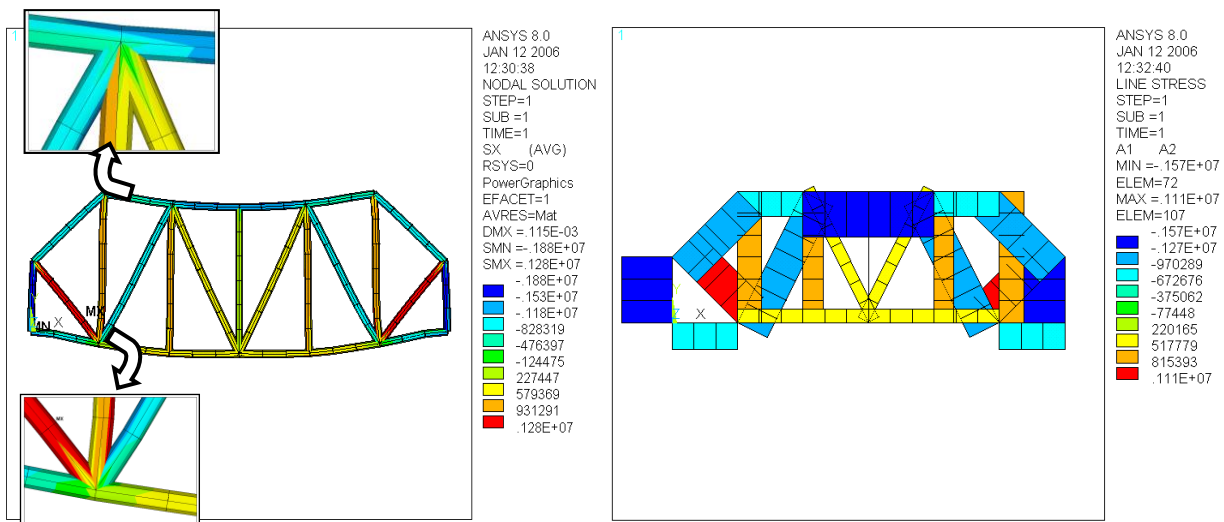 1
ANSYS 8.0
JAN 12 2006
12:30:38
NODAL SOLUTION
STEP=1
SUB =1
TIME=1
SX (AVG)
RSYS=0
PowerGraphics
EFACET=1
AVRES=Mat
DMX =.115E-03
SMN =-.188E+07
SMX =.128E+07
-.188E+07
-.153E+07
-.118E+07
-828319
-476397
-124475
227447
579369
931291
.128E+07
MN X
MX
MX
1
Y
Z X
ANSYS 8.0
JAN 12 2006
12:32:40
LINE STRESS
STEP=1
SUB =1
TIME=1
A1 A2
MIN =-.157E+07
ELEM=72
MAX =.111E+07
ELEM=107
-.157E+07
-.127E+07
-970289
-672676
-375062
-77448
220165
517779
815393
.111E+07